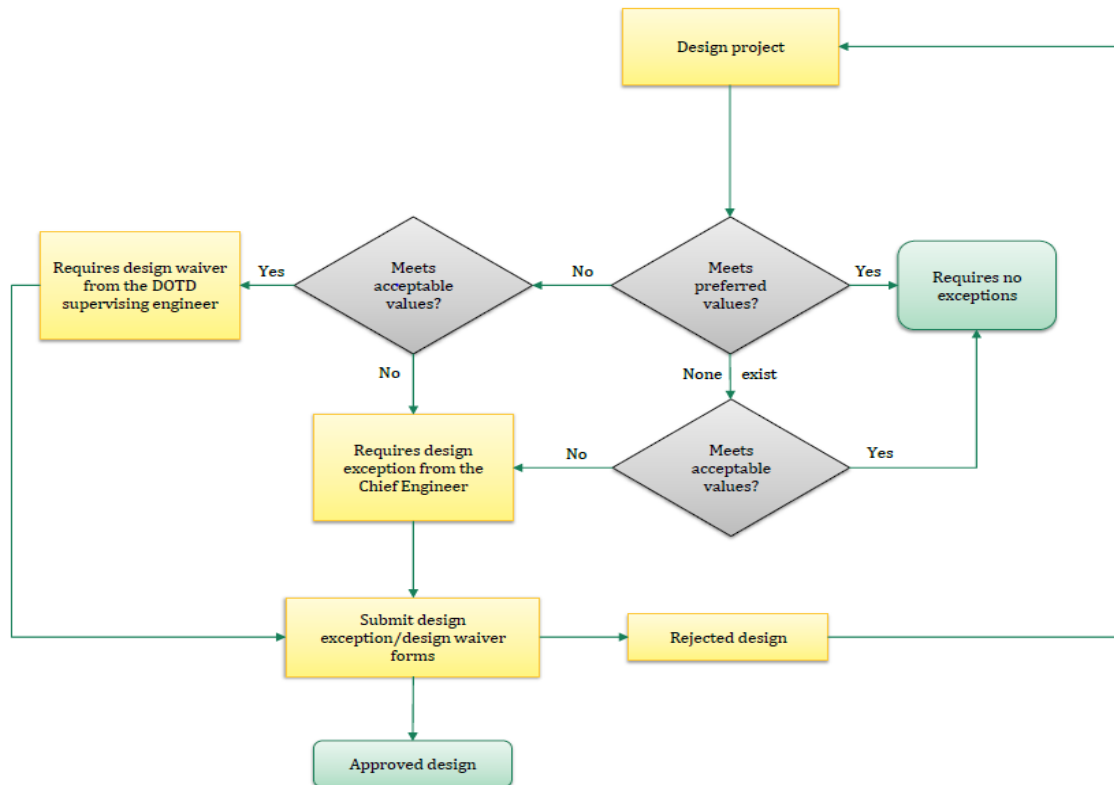 Design project
Requires design waiver
from the DOTD
supervising engineer
Yes
Meets
acceptable
values?
No
Meets
preferred
values?
Yes
Requires no
exceptions
No
None exist
Requires design
exception from the
Chief Engineer
No
Meets
acceptable
values?
Yes
Submit design
exception/design waiver
forms
Rejected design
Approved design